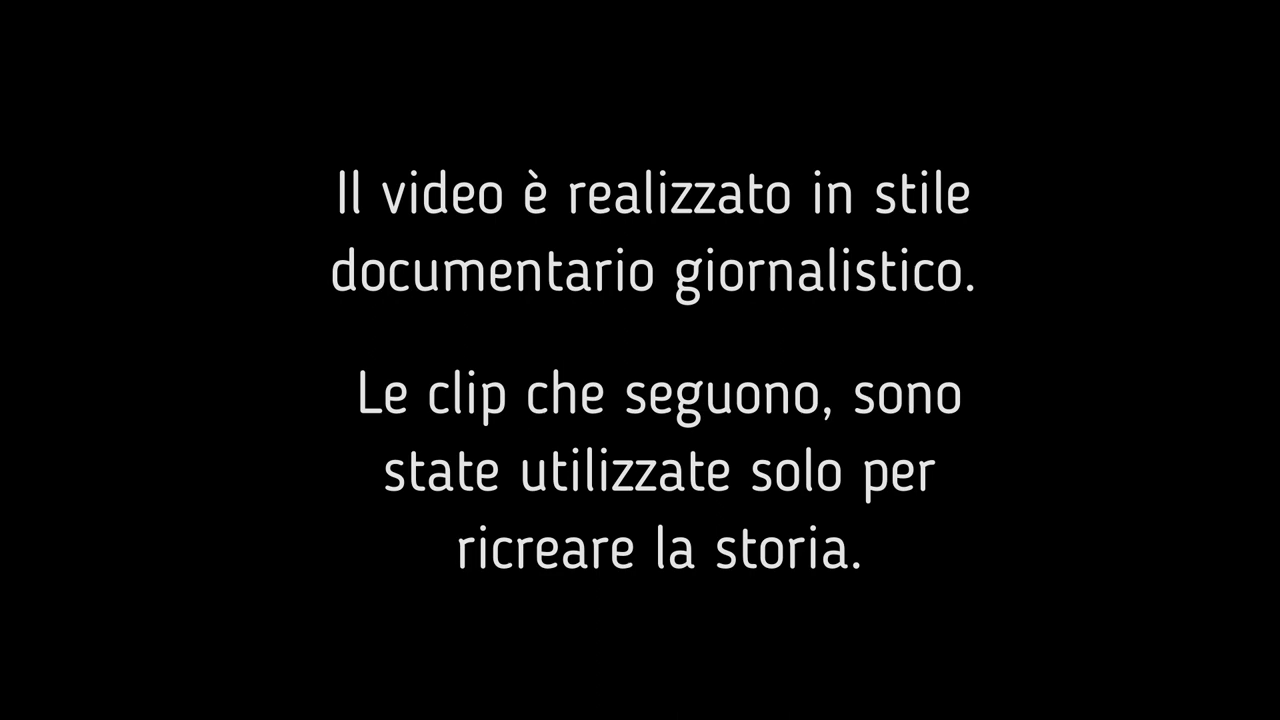 Il video è realizzato in stile
documentario giornalistico.
Le clip che seguono, sono
state utilizzate solo per
ricreare la storia.